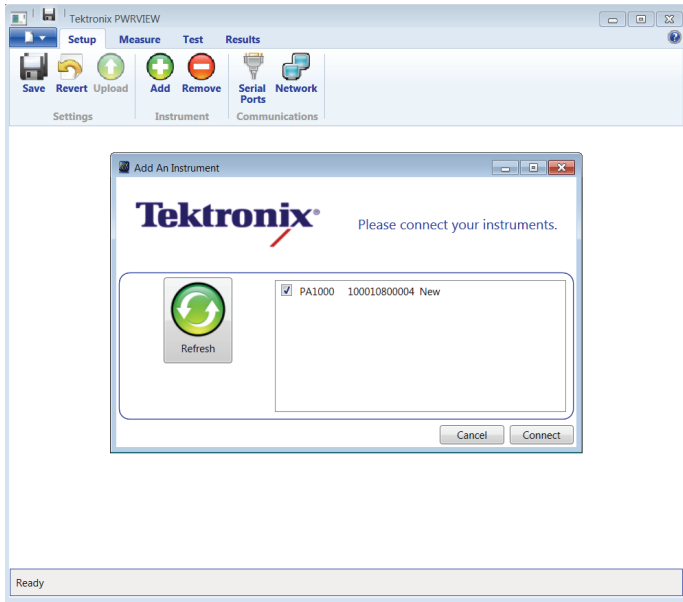 Tektronix PWRVIEW
Setup Measure Test Results
Save Revert Upload Add Remove Serial Ports Network
Settings Instrument Communications
Add An Instrument
Tektronix®
Please connect your instruments.
PA1000 100010800004 New
Refresh
Cancel Connect
Ready